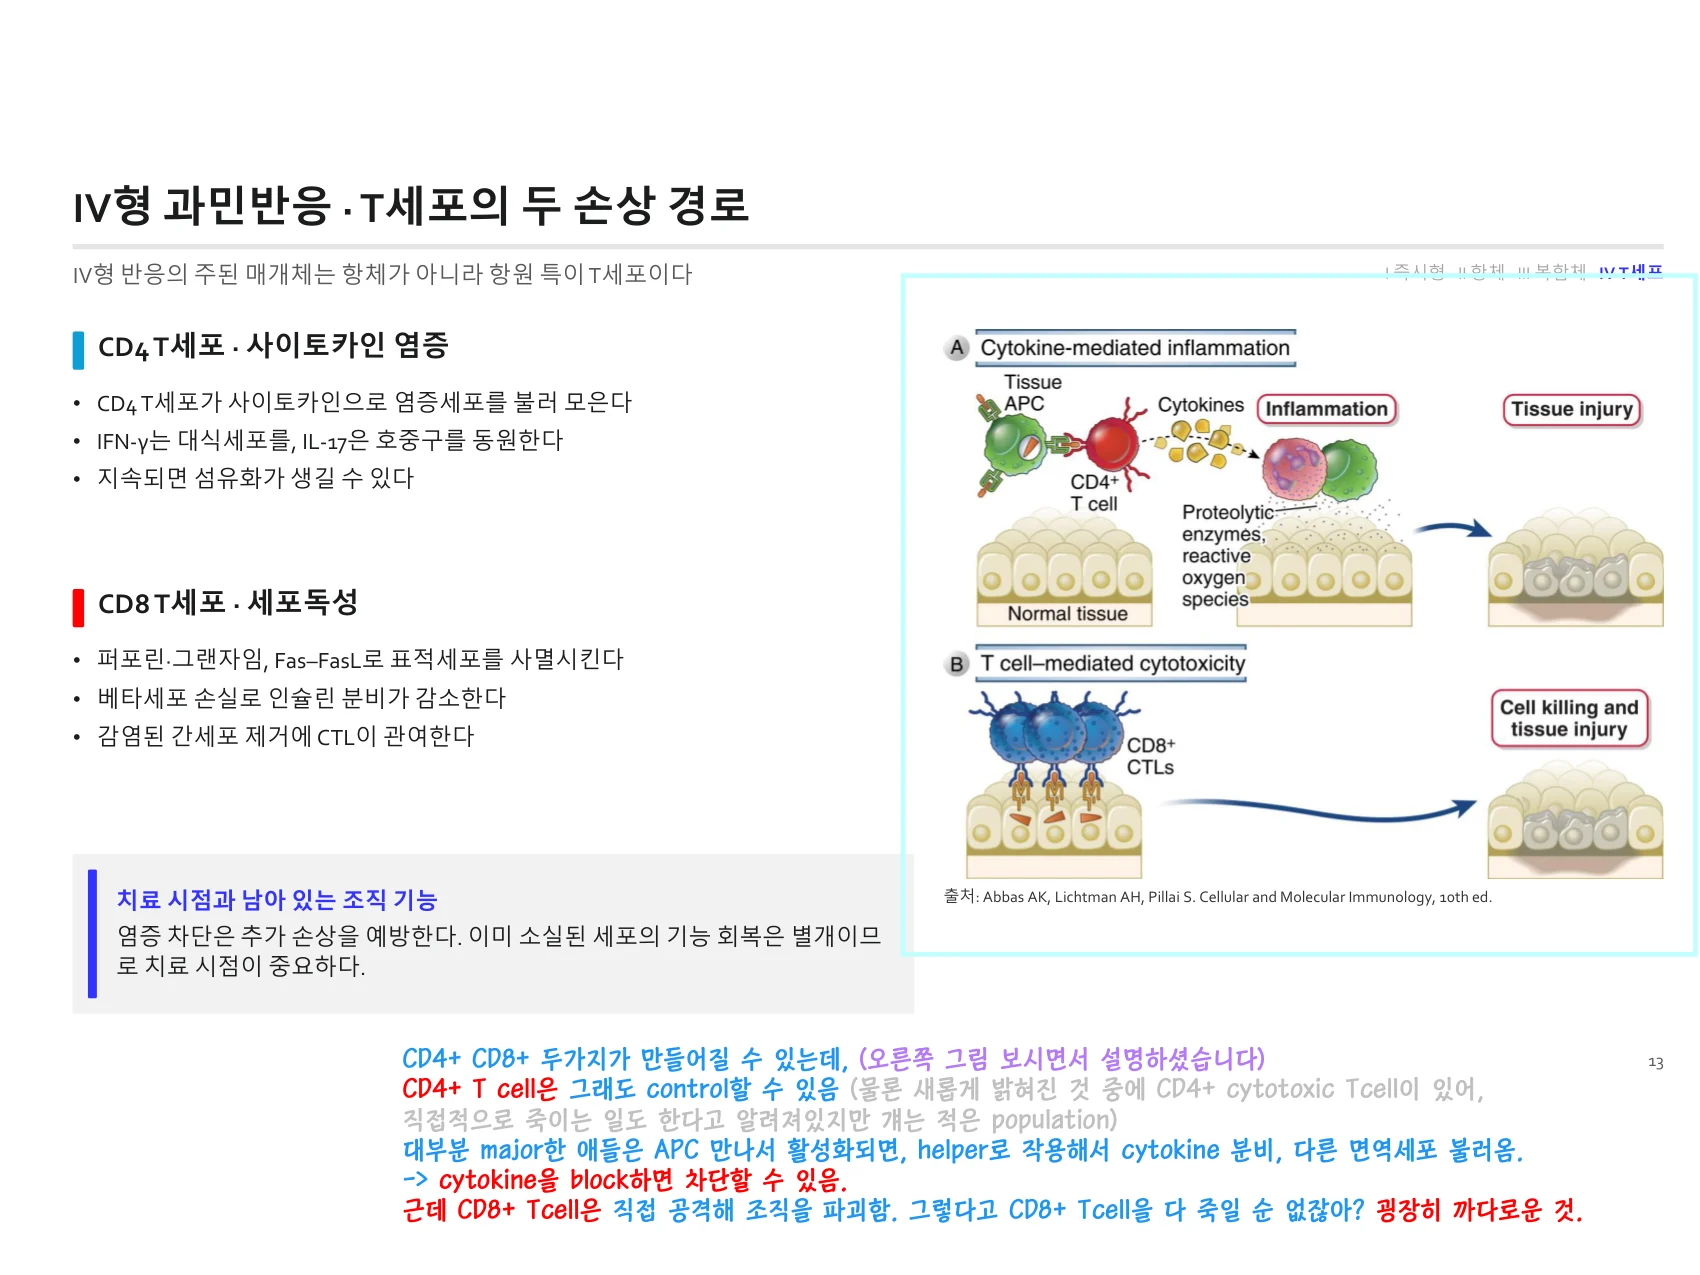 IV형 과민반응 · T세포의 두 손상 경로
IV형 반응의 주된 매개체는 항체가 아니라 항원 특이 T세포이다
I 즉시형 II 항체 III 복합체 IV T세포
CD4 T세포 · 사이토카인 염증
• CD4 T세포가 사이토카인으로 염증세포를 불러 모은다
• IFN-γ는 대식세포를, IL-17은 호중구를 동원한다
• 지속되면 섬유화가 생길 수 있다
CD8 T세포 · 세포독성
• 퍼포린·그랜자임, Fas–FasL로 표적세포를 사멸시킨다
• 베타세포 손실로 인슐린 분비가 감소한다
• 감염된 간세포 제거에 CTL이 관여한다
치료 시점과 남아 있는 조직 기능
염증 차단은 추가 손상을 예방한다. 이미 소실된 세포의 기능 회복은 별개이므
로 치료 시점이 중요하다.
A Cytokine-mediated inflammation
Tissue
APC
Cytokines
Inflammation
Tissue injury
CD4+
T cell
Proteolytic
enzymes,
reactive
oxygen
species
Normal tissue
B T cell–mediated cytotoxicity
Cell killing and
tissue injury
CD8+
CTLs
출처: Abbas AK, Lichtman AH, Pillai S. Cellular and Molecular Immunology, 10th ed.
CD4+ CD8+ 두가지가 만들어질 수 있는데, (오른쪽 그림 보시면서 설명하셨습니다)
CD4+ T cell은 그래도 control할 수 있음 (물론 새롭게 밝혀진 것 중에 CD4+ cytotoxic Tcell이 있어,
직접적으로 죽이는 일도 한다고 알려져있지만 걔는 적은 population)
대부분 major한 애들은 APC 만나서 활성화되면, helper로 작용해서 cytokine 분비, 다른 면역세포 불러옴.
-> cytokine을 block하면 차단할 수 있음.
근데 CD8+ Tcell은 직접 공격해 조직을 파괴함. 그렇다고 CD8+ Tcell을 다 죽일 순 없잖아? 굉장히 까다로운 것.
13